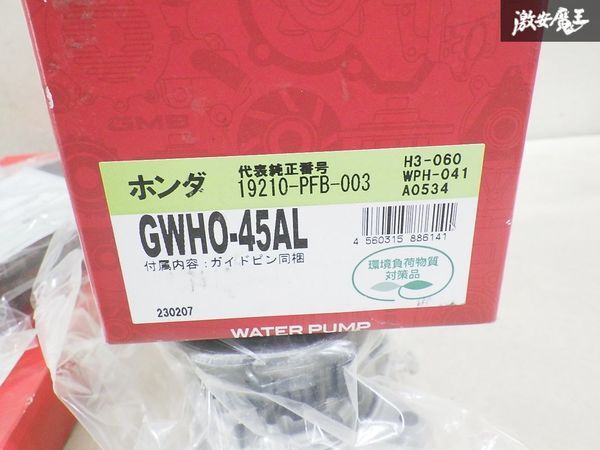 激安魔王
GMB
ホンダ
代表純正番号
19210-PFB-003
H3-060
WPH-041
A0534
GWHO-45AL
付属内容:ガイドピン同梱
4 560315 886141
環境負荷物質
対策品
230207
WATER PUMP